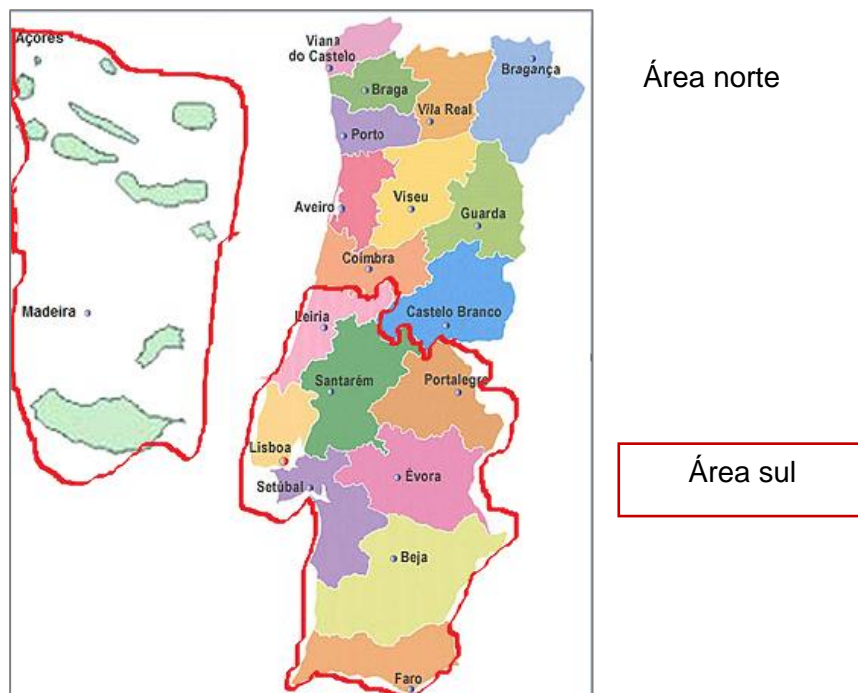 Açores
Viana
do Castelo
Bragança
Braga
Vila Real
Porto
Aveiro
Viseu
Guarda
Coimbra
Madeira
Leiria
Castelo Branco
Santarém
Portalegre
Lisboa
Setúbal
Évora
Beja
Faro
Área norte
Área sul